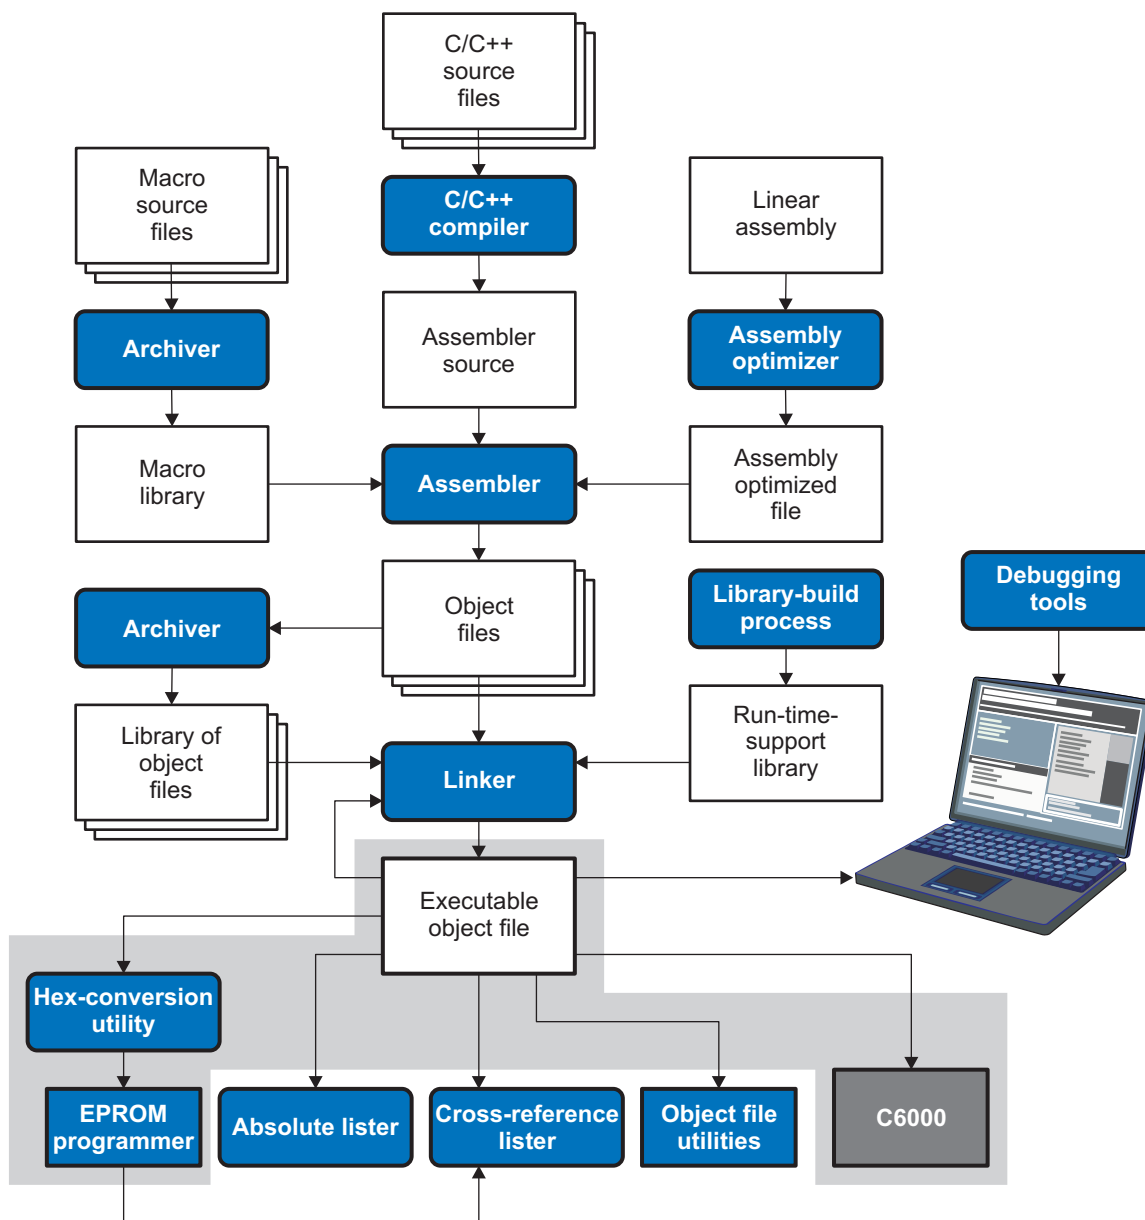 C/C++
source
files
Macro
source
files
C/C++
compiler
Linear
assembly
Archiver
Assembler
source
Assembly
optimizer
Macro
library
Assembler
Assembly
optimized
file
Archiver
Object
files
Library-build
process
Debugging
tools
Library of
object
files
Linker
Run-time-
support
library
Executable
object file
Hex-conversion
utility
EPROM
programmer
Absolute lister
Cross-reference
lister
Object file
utilities
C6000